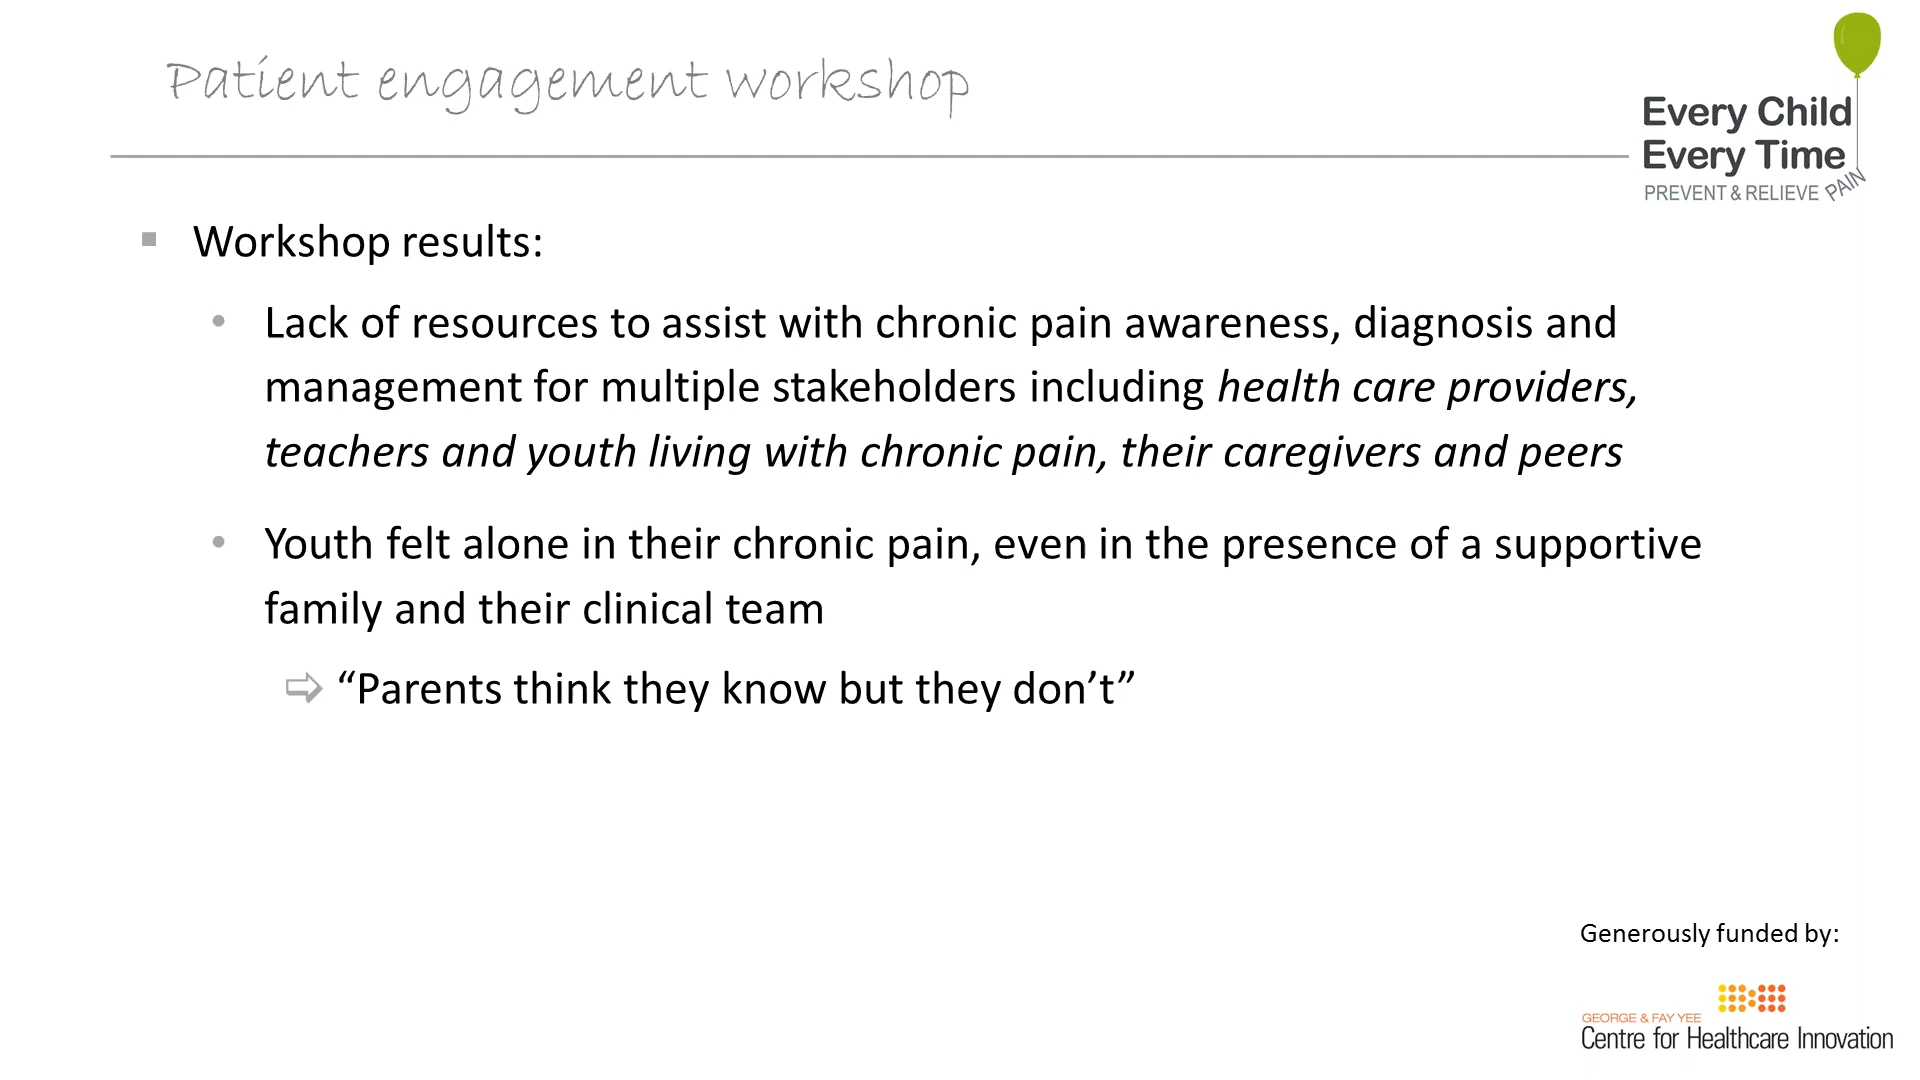 Patient engagement workshop
Every Child
Every Time
PREVENT & RELIEVE PAIN
Workshop results:
Lack of resources to assist with chronic pain awareness, diagnosis and
management for multiple stakeholders including health care providers,
teachers and youth living with chronic pain, their caregivers and peers
Youth felt alone in their chronic pain, even in the presence of a supportive
family and their clinical team
“Parents think they know but they don’t”
Generously funded by:
GEORGE & FAY YEE
Centre for Healthcare Innovation